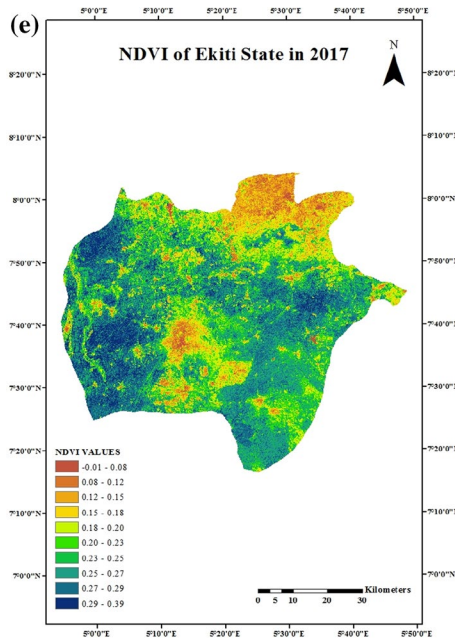 (e)
5°0'0"E 5°10'0"E 5°20'0"E 5°30'0"E 5°40'0"E 5°50'0"E
NDVI of Ekiti State in 2017
N
8°20'0"N 8°20'0"N
8°10'0"N 8°10'0"N
8°0'0"N 8°0'0"N
7°50'0"N 7°50'0"N
7°40'0"N 7°40'0"N
7°30'0"N 7°30'0"N
7°20'0"N 7°20'0"N
7°10'0"N 7°10'0"N
7°0'0"N 7°0'0"N
NDVI VALUES
-0.01 - 0.08
0.08 - 0.12
0.12 - 0.15
0.15 - 0.18
0.18 - 0.20
0.20 - 0.23
0.23 - 0.25
0.25 - 0.27
0.27 - 0.29
0.29 - 0.39
Kilometers
0 5 10 20 30
5°0'0"E 5°10'0"E 5°20'0"E 5°30'0"E 5°40'0"E 5°50'0"E